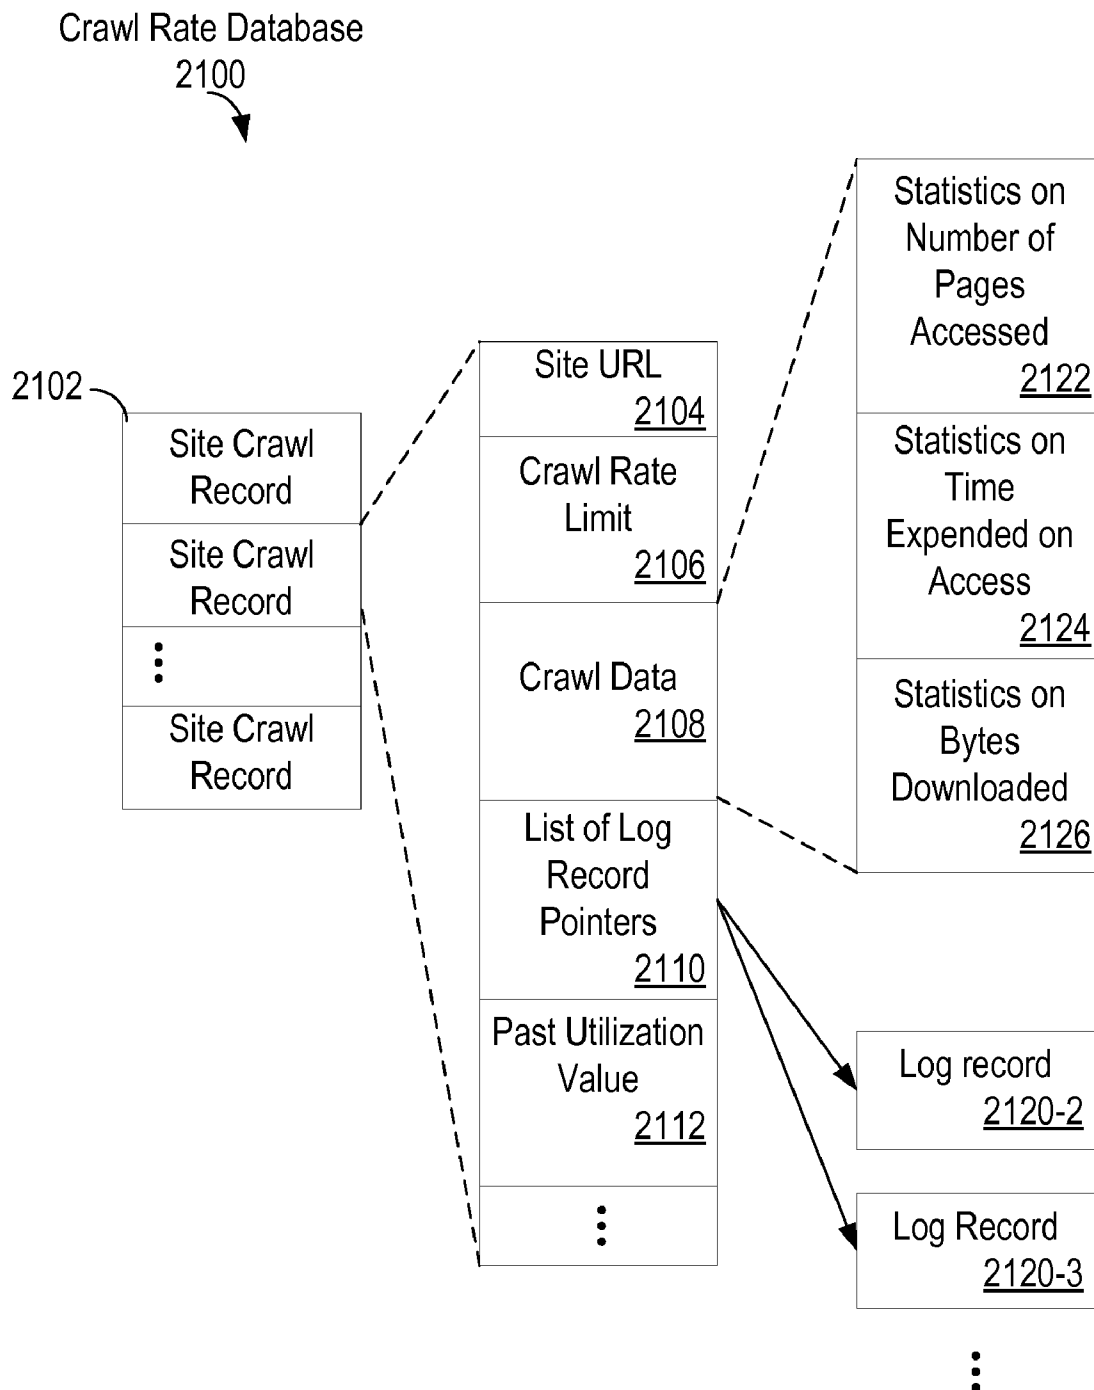 Crawl Rate Database
2100
2102
Site Crawl
Record
Site Crawl
Record
Site Crawl
Record
Site URL
2104
Crawl Rate
Limit
2106
Crawl Data
2108
List of Log
Record
Pointers
2110
Past Utilization
Value
2112
Statistics on
Number of
Pages
Accessed
2122
Statistics on
Time
Expended on
Access
2124
Statistics on
Bytes
Downloaded
2126
Log record
2120-2
Log Record
2120-3